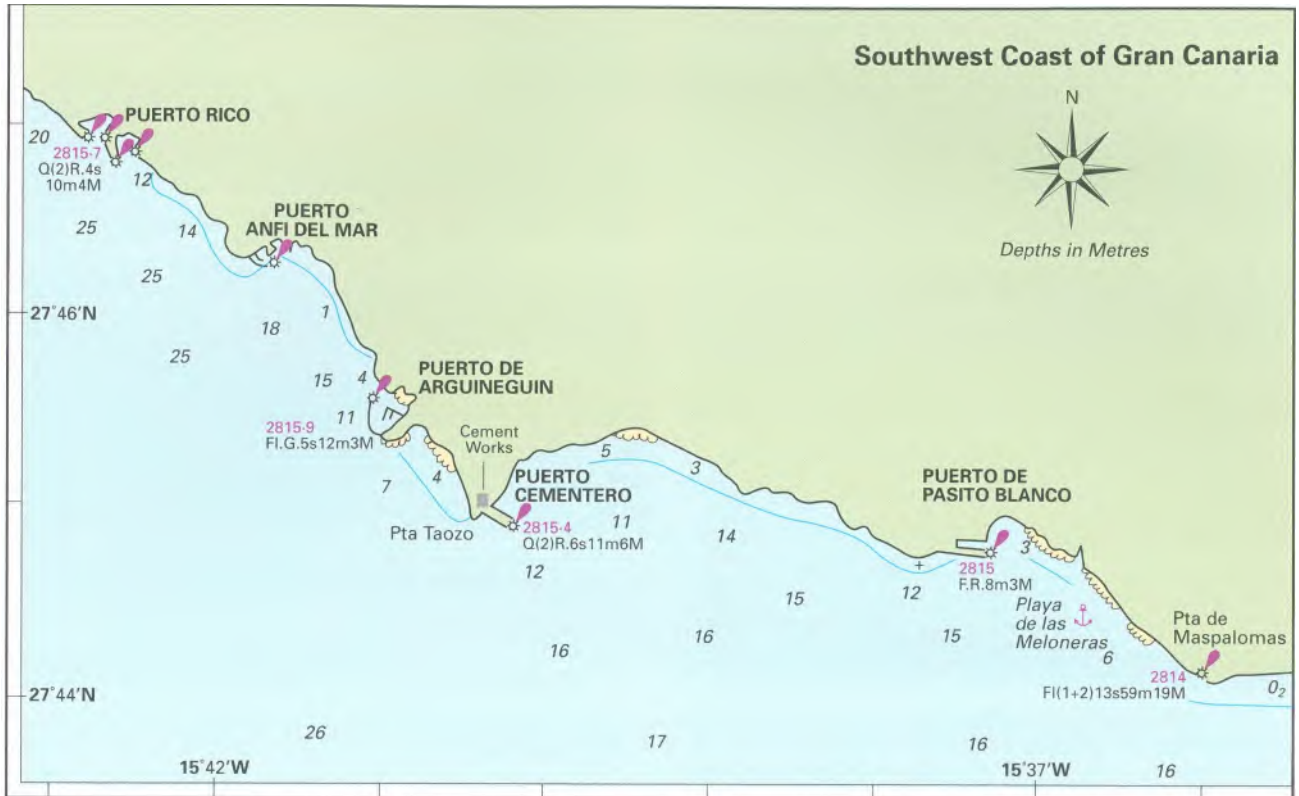 Southwest Coast of Gran Canaria
N
Depths in Metres
PUERTO RICO
20
2815·7
Q(2)R.4s
10m4M
12
25
14
PUERTO
ANFI DEL MAR
25
27°46'N
18
1
25
15
4
PUERTO DE
ARGUINEGUIN
11
2815·9
Fl.G.5s12m3M
Cement
Works
7
4
5
3
PUERTO
CEMENTERO
Pta Taozo
2815·4
Q(2)R.6s11m6M
11
14
12
PUERTO DE
PASITO BLANCO
3
2815
F.R.8m3M
12
15
15
Playa
de las
Meloneras
Pta de
Maspalomas
16
16
6
2814
Fl(1+2)13s59m19M
0₂
27°44'N
26
17
16
16
15°42'W
15°37'W